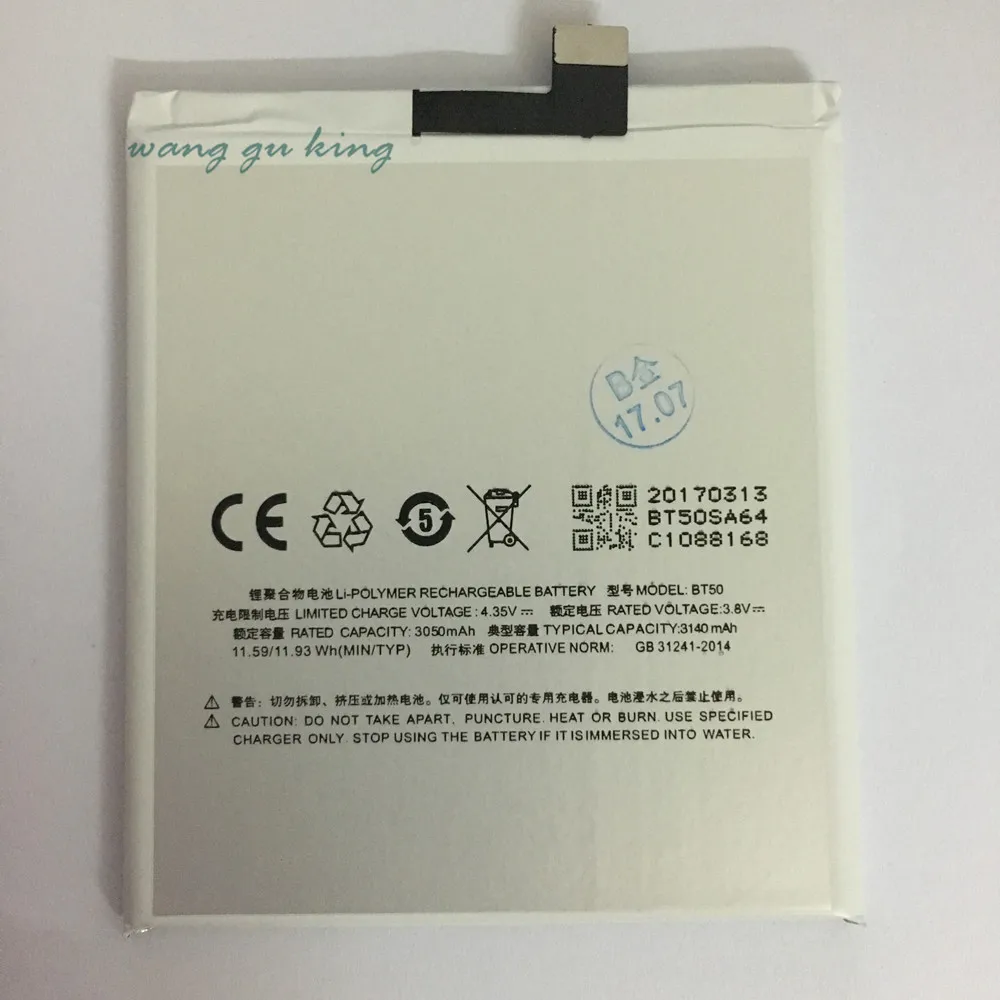 wang gu king
B企
17.07
CE
5
20170313
BT50SA64
C1088168
锂聚合物电池 Li-POLYMER RECHARGEABLE BATTERY 型号 MODEL: BT50
充电限制电压 LIMITED CHARGE VOLTAGE : 4.35V⎓ 额定电压 RATED VOLTAGE:3.8V⎓
额定容量 RATED CAPACITY: 3050mAh 典型容量 TYPICAL CAPACITY:3140mAh
11.59/11.93 Wh(MIN/TYP) 执行标准 OPERATIVE NORM: GB 31241-2014
⚠ 警告：切勿拆卸、挤压或加热电池。仅可使用认可的专用充电器。电池浸水之后禁止使用。
⚠ CAUTION: DO NOT TAKE APART, PUNCTURE. HEAT OR BURN. USE SPECIFIED
CHARGER ONLY. STOP USING THE BATTERY IF IT IS IMMERSED INTO WATER.